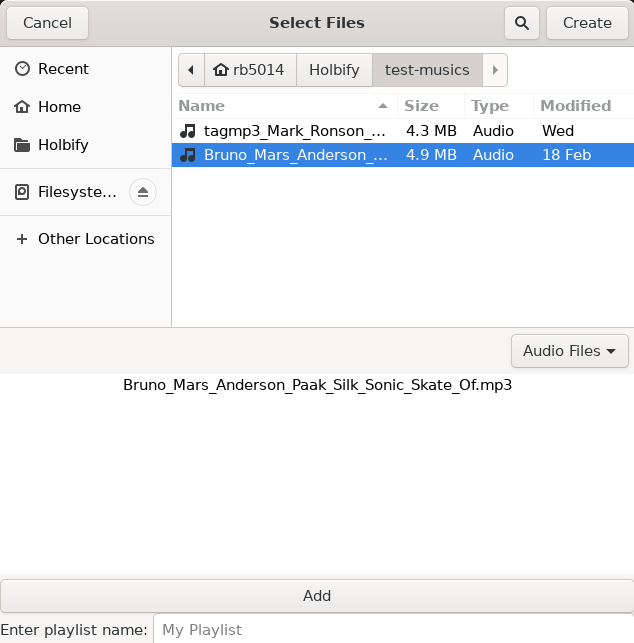 Cancel Select Files Create
Recent
Home
Holbify
Filesyste...
Other Locations
rb5014 Holbify test-musics
Name Size Type Modified
tagmp3_Mark_Ronson_... 4.3 MB Audio Wed
Bruno_Mars_Anderson_... 4.9 MB Audio 18 Feb
Audio Files
Bruno_Mars_Anderson_Paak_Silk_Sonic_Skate_Of.mp3
Add
Enter playlist name: My Playlist